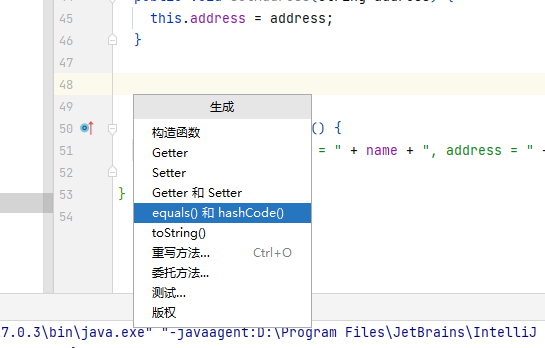 45 this.address = address;
46 }
47
48
49
50 () {
51 = " + name + ", address = " +
52
53 }
54
生成
构造函数
Getter
Setter
Getter 和 Setter
equals() 和 hashCode()
toString()
重写方法... Ctrl+O
委托方法...
测试...
版权
7.0.3\bin\java.exe" "-javaagent:D:\Program Files\JetBrains\IntelliJ